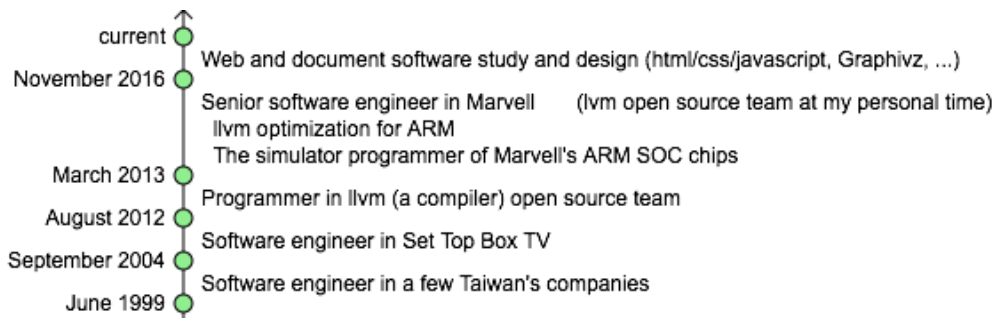 current
Web and document software study and design (html/css/javascript, Graphivz, ...)
November 2016
Senior software engineer in Marvell (lvm open source team at my personal time)
llvm optimization for ARM
The simulator programmer of Marvell's ARM SOC chips
March 2013
Programmer in llvm (a compiler) open source team
August 2012
Software engineer in Set Top Box TV
September 2004
Software engineer in a few Taiwan's companies
June 1999